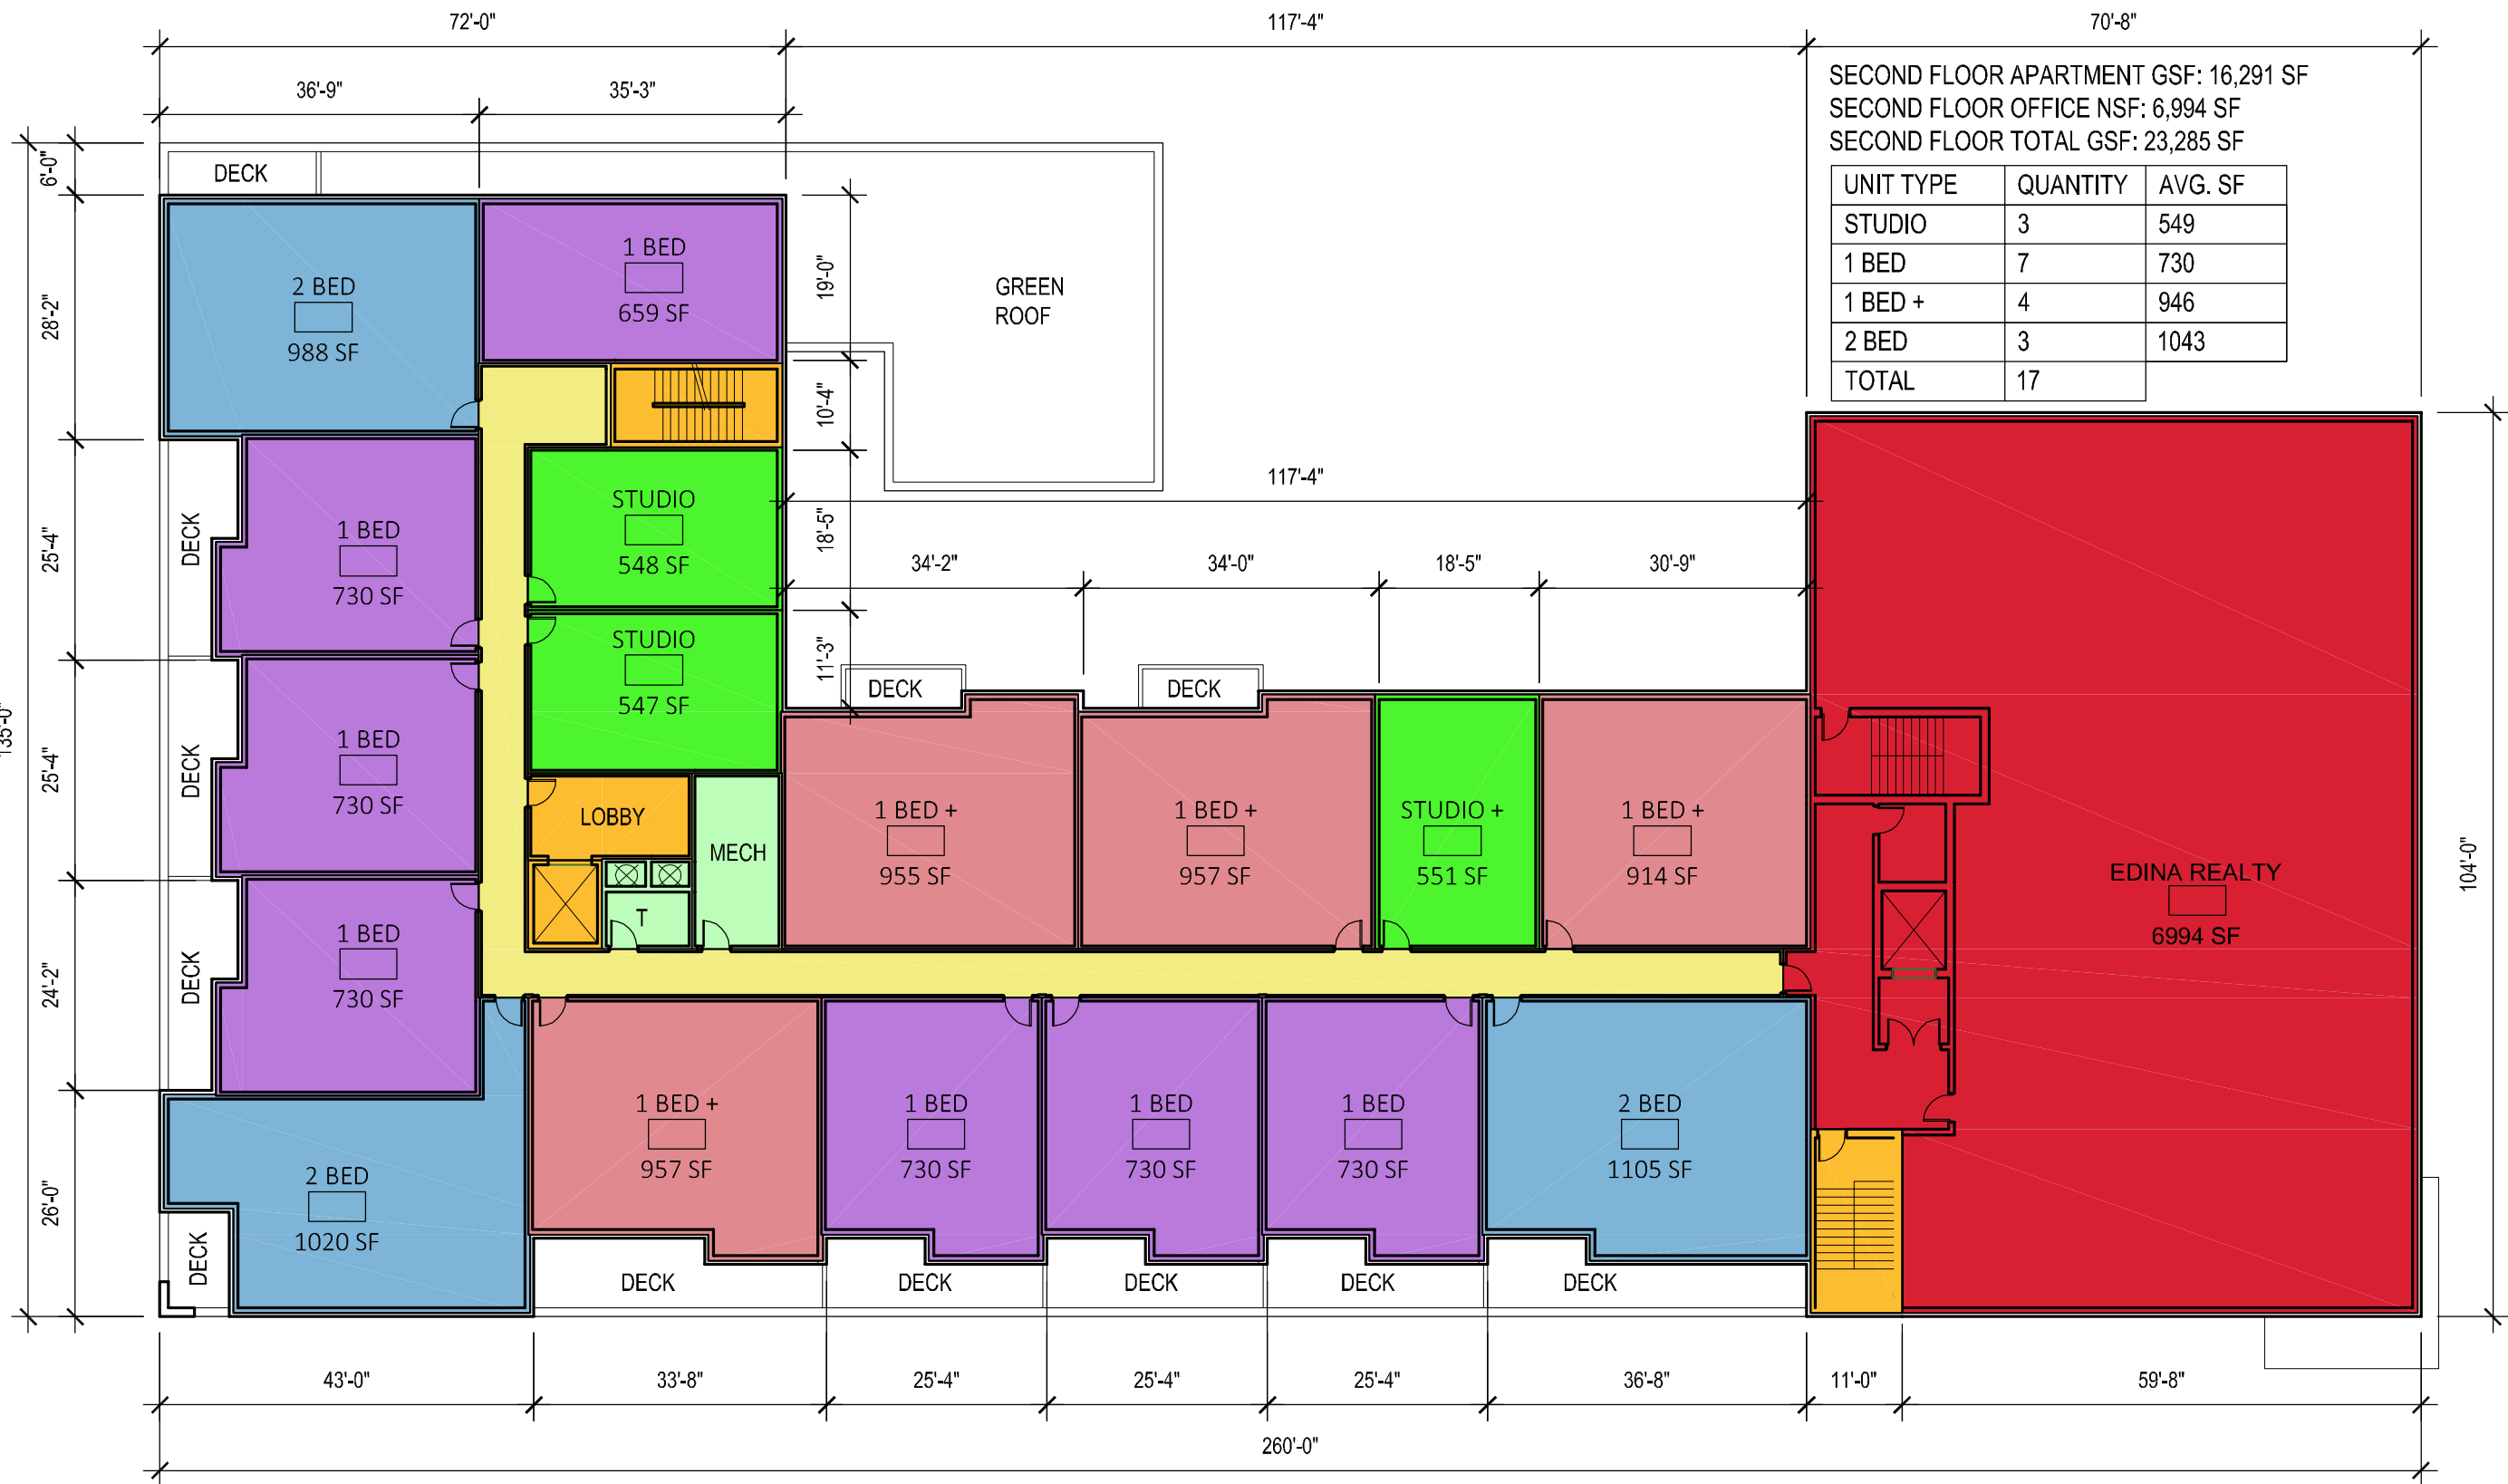 72'-0"
117'-4"
70'-8"
36'-9"
35'-3"
SECOND FLOOR APARTMENT GSF: 16,291 SF
SECOND FLOOR OFFICE NSF: 6,994 SF
SECOND FLOOR TOTAL GSF: 23,285 SF
UNIT TYPE QUANTITY AVG. SF
STUDIO 3 549
1 BED 7 730
1 BED + 4 946
2 BED 3 1043
TOTAL 17
6'-0"
28'-2"
25'-4"
25'-4"
24'-2"
26'-0"
135'-0"
DECK
2 BED
988 SF
1 BED
659 SF
19'-0"
10'-4"
18'-5"
11'-3"
GREEN
ROOF
117'-4"
34'-2"
34'-0"
18'-5"
30'-9"
DECK
1 BED
730 SF
STUDIO
548 SF
STUDIO
547 SF
DECK
DECK
DECK
1 BED
730 SF
LOBBY
MECH
T
1 BED +
955 SF
1 BED +
957 SF
STUDIO +
551 SF
1 BED +
914 SF
EDINA REALTY
6994 SF
104'-0"
DECK
1 BED
730 SF
2 BED
1020 SF
DECK
1 BED +
957 SF
1 BED
730 SF
1 BED
730 SF
1 BED
730 SF
2 BED
1105 SF
DECK
DECK
DECK
DECK
DECK
43'-0"
33'-8"
25'-4"
25'-4"
25'-4"
36'-8"
11'-0"
59'-8"
260'-0"